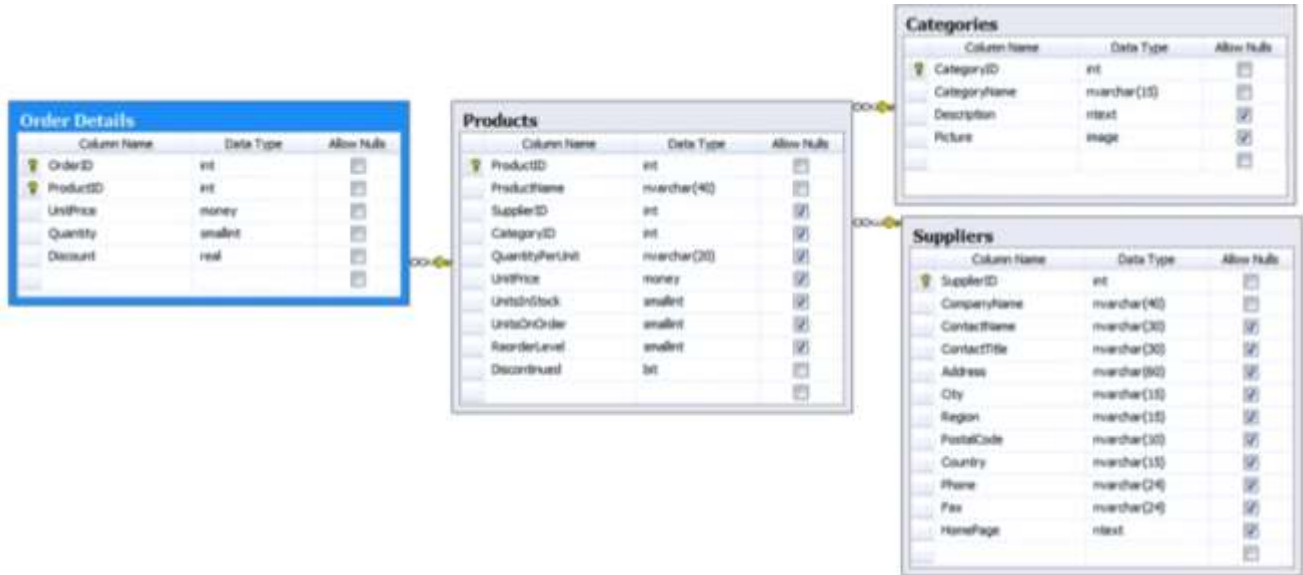 Order Details
Column Name Data Type Allow Nulls
OrderID int
ProductID int
UnitPrice money
Quantity smallint
Discount real
Products
Column Name Data Type Allow Nulls
ProductID int
ProductName nvarchar(40)
SupplierID int
CategoryID int
QuantityPerUnit nvarchar(20)
UnitPrice money
UnitsInStock smallint
UnitsOnOrder smallint
ReorderLevel smallint
Discontinued bit
Categories
Column Name Data Type Allow Nulls
CategoryID int
CategoryName nvarchar(15)
Description ntext
Picture image
Suppliers
Column Name Data Type Allow Nulls
SupplierID int
CompanyName nvarchar(40)
ContactName nvarchar(30)
ContactTitle nvarchar(30)
Address nvarchar(60)
City nvarchar(15)
Region nvarchar(15)
PostalCode nvarchar(10)
Country nvarchar(15)
Phone nvarchar(24)
Fax nvarchar(24)
HomePage ntext